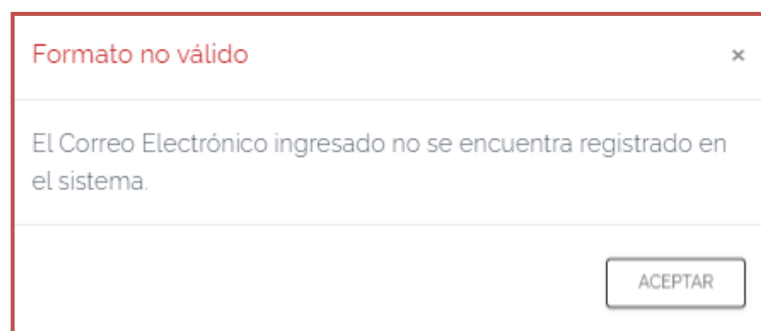 Formato no válido ×
El Correo Electrónico ingresado no se encuentra registrado en
el sistema.
ACEPTAR